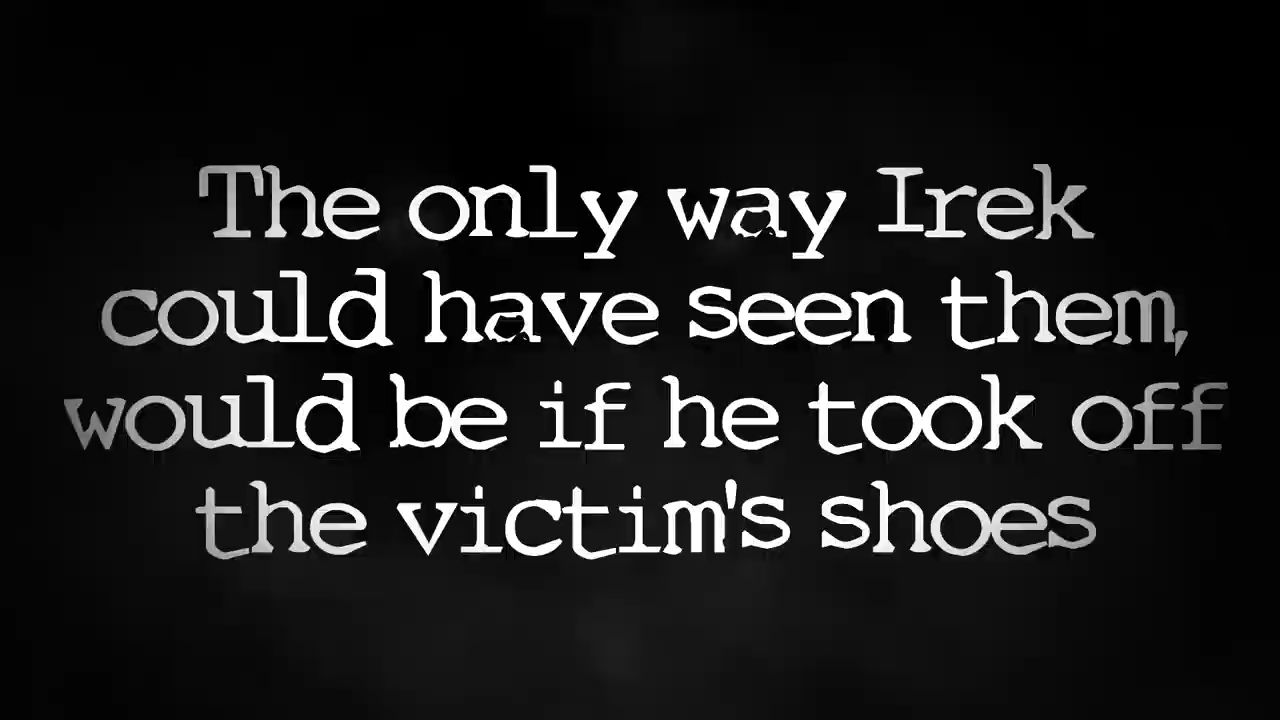 The only way Irek
could have seen them,
would be if he took off
the victim's shoes